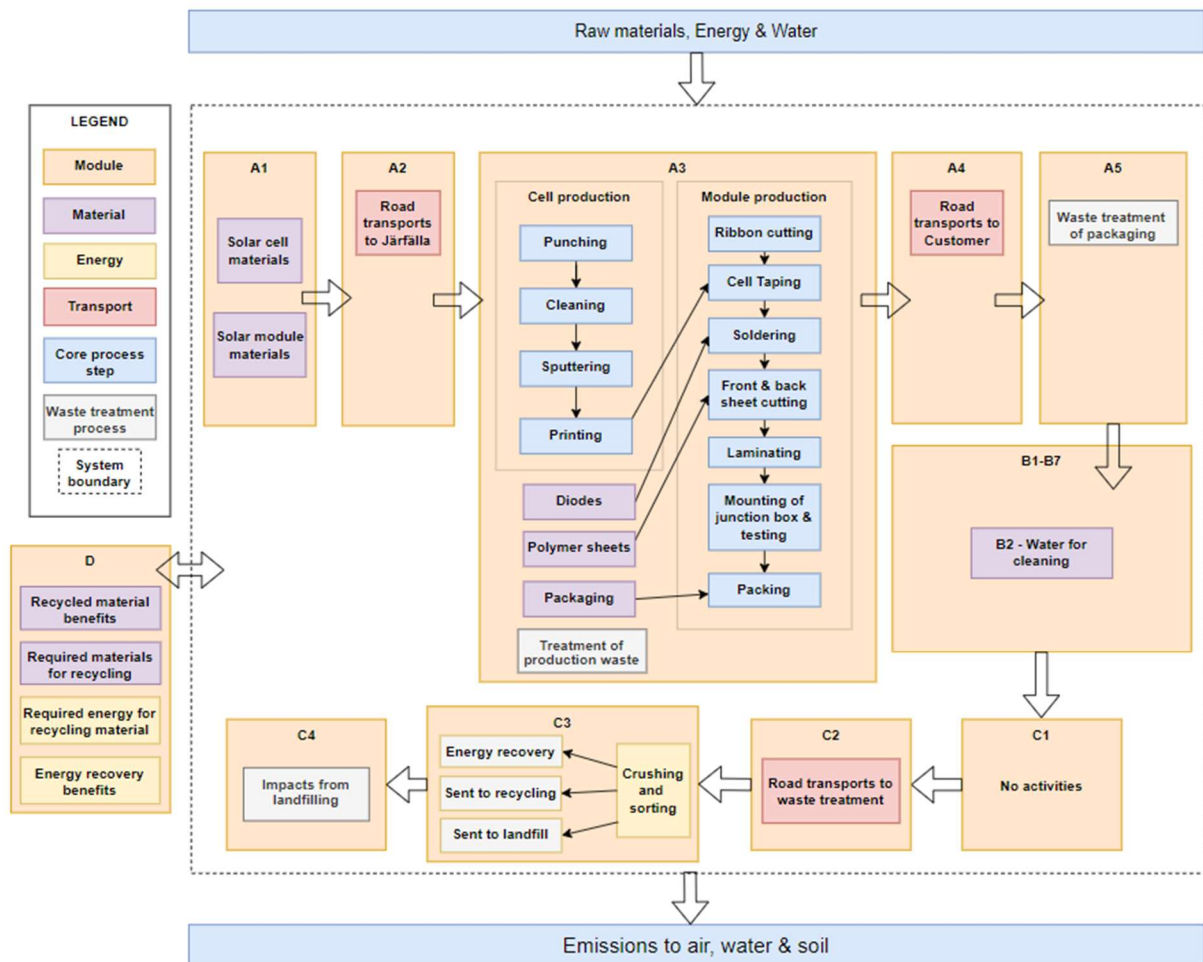 Raw materials, Energy & Water
LEGEND
Module
Material
Energy
Transport
Core process
step
Waste treatment
process
System
boundary
A1
Solar cell
materials
Solar module
materials
A2
Road
transports
to Järfälla
A3
Cell production
Punching
Cleaning
Sputtering
Printing
Diodes
Polymer sheets
Packaging
Treatment of
production waste
Module production
Ribbon cutting
Cell Taping
Soldering
Front & back
sheet cutting
Laminating
Mounting of
junction box &
testing
Packing
A4
Road
transports to
Customer
A5
Waste treatment
of packaging
B1-B7
B2 - Water for
cleaning
C1
No activities
C2
Road transports to
waste treatment
C3
Energy recovery
Sent to recycling
Sent to landfill
Crushing
and
sorting
C4
Impacts from
landfilling
D
Recycled material
benefits
Required materials
for recycling
Required energy for
recycling material
Energy recovery
benefits
Emissions to air, water & soil